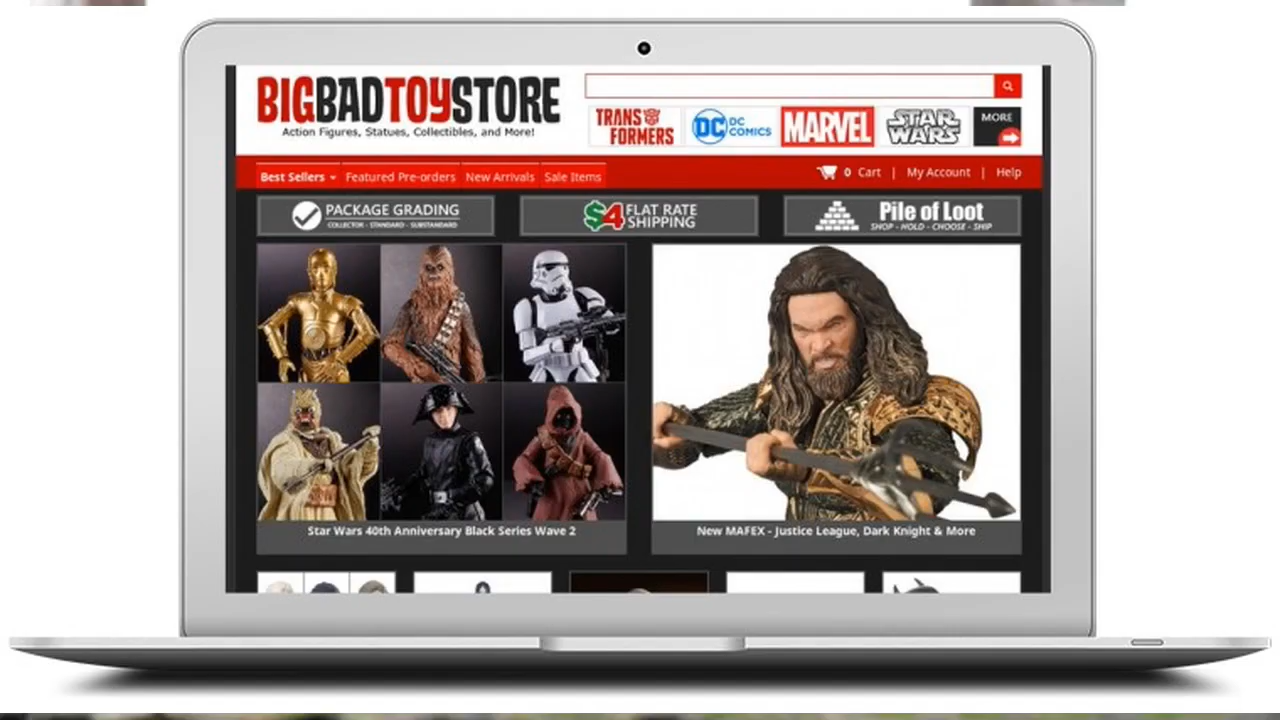 BIGBADTOYSTORE
Action Figures, Statues, Collectibles, and More!
TRANS
FORMERS
DC
DC
COMICS
MARVEL
STAR
WARS
MORE
Best Sellers
Featured Pre-orders
New Arrivals
Sale Items
0 Cart | My Account | Help
PACKAGE GRADING
COLLECTOR - STANDARD - SUBSTANDARD
$4 FLAT RATE
SHIPPING
Pile of Loot
SHOP - HOLD - CHOOSE - SHIP
Star Wars 40th Anniversary Black Series Wave 2
New MAFEX - Justice League, Dark Knight & More